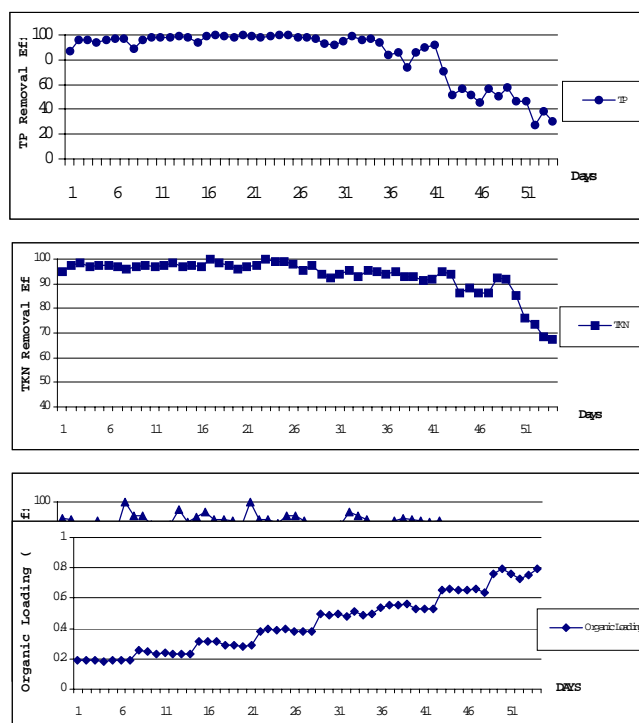 TP Removal Ef:
100
0
60
40
20
0
1 6 11 16 21 26 31 36 41 46 51
Days
TP
TKN Removal Ef
100
90
80
70
60
50
40
1 6 11 16 21 26 31 36 41 46 51
Days
TKN
100
f:
Organic Loading (
1
0.8
0.6
0.4
0.2
0
1 6 11 16 21 26 31 36 41 46 51
DAYS
Organic Loading